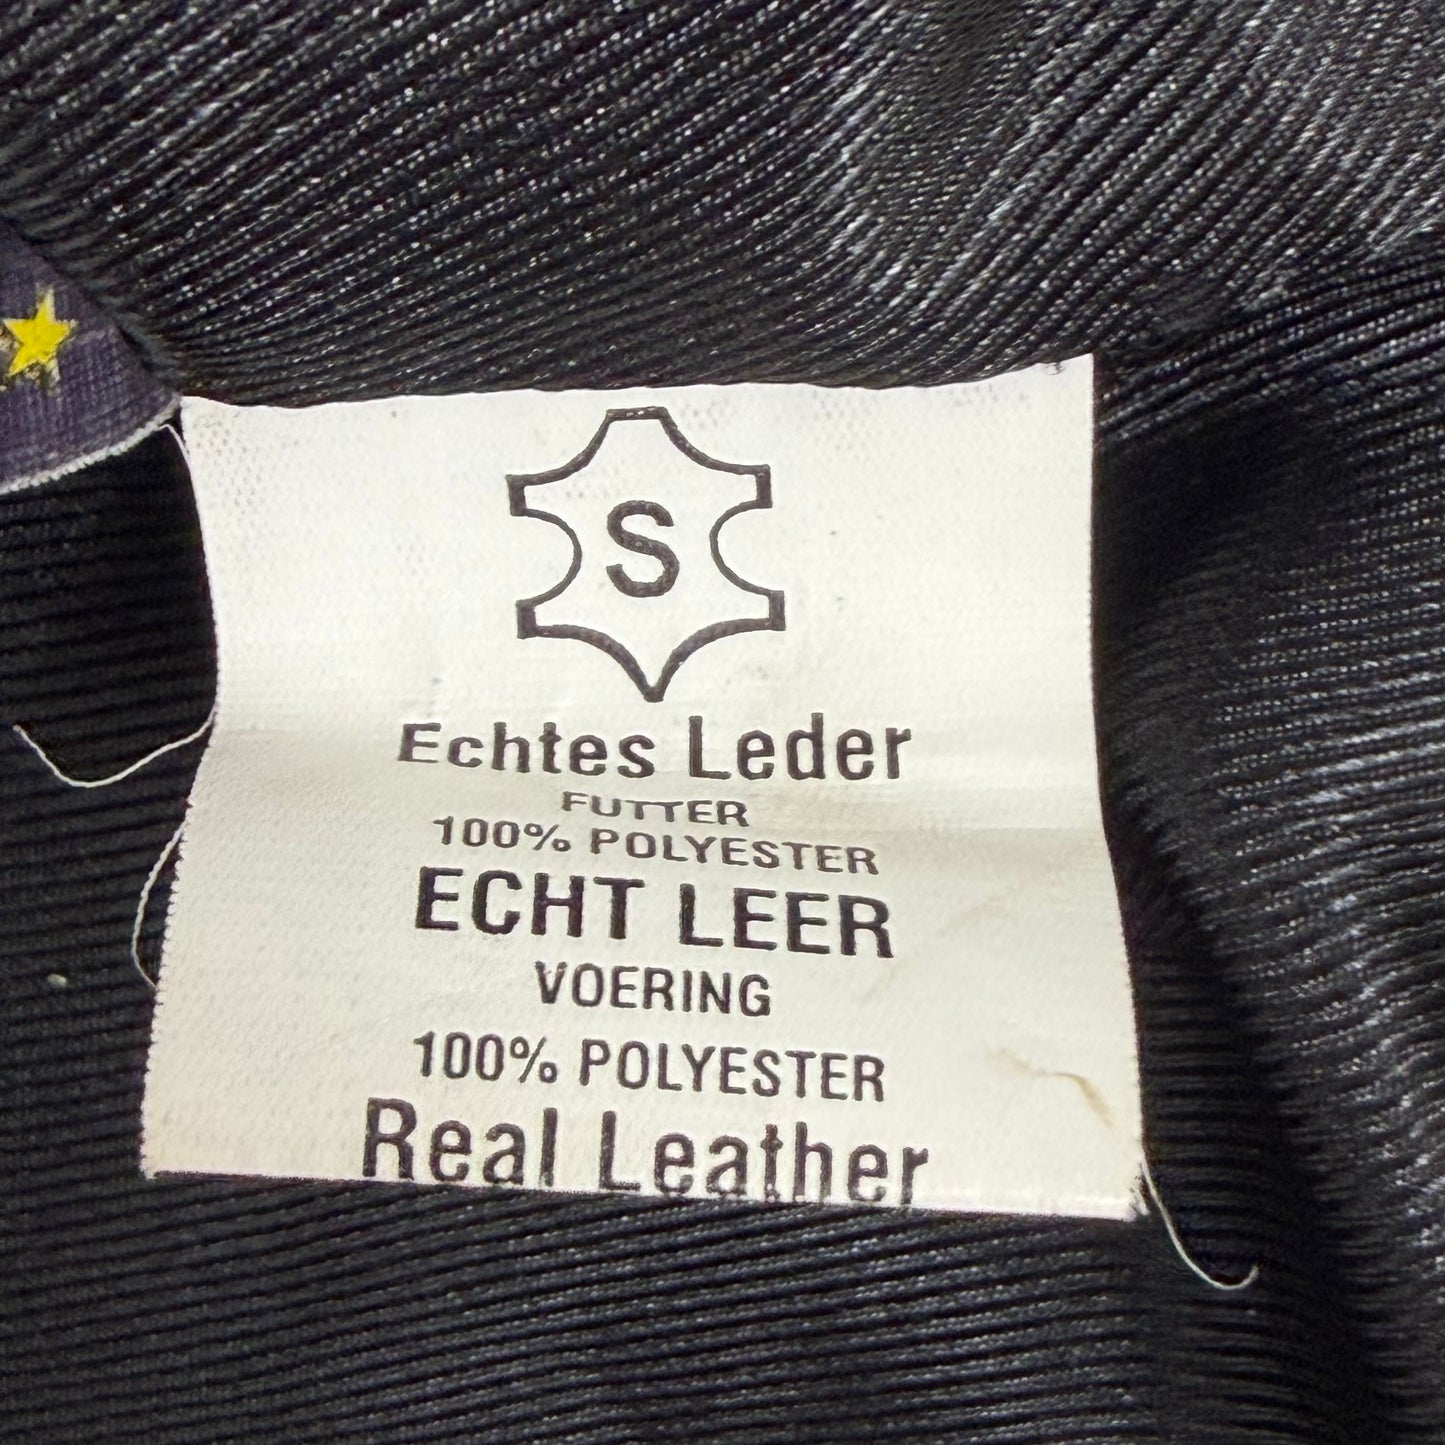 S
Echtes Leder
FUTTER
100% POLYESTER
ECHT LEER
VOERING
100% POLYESTER
Real Leather